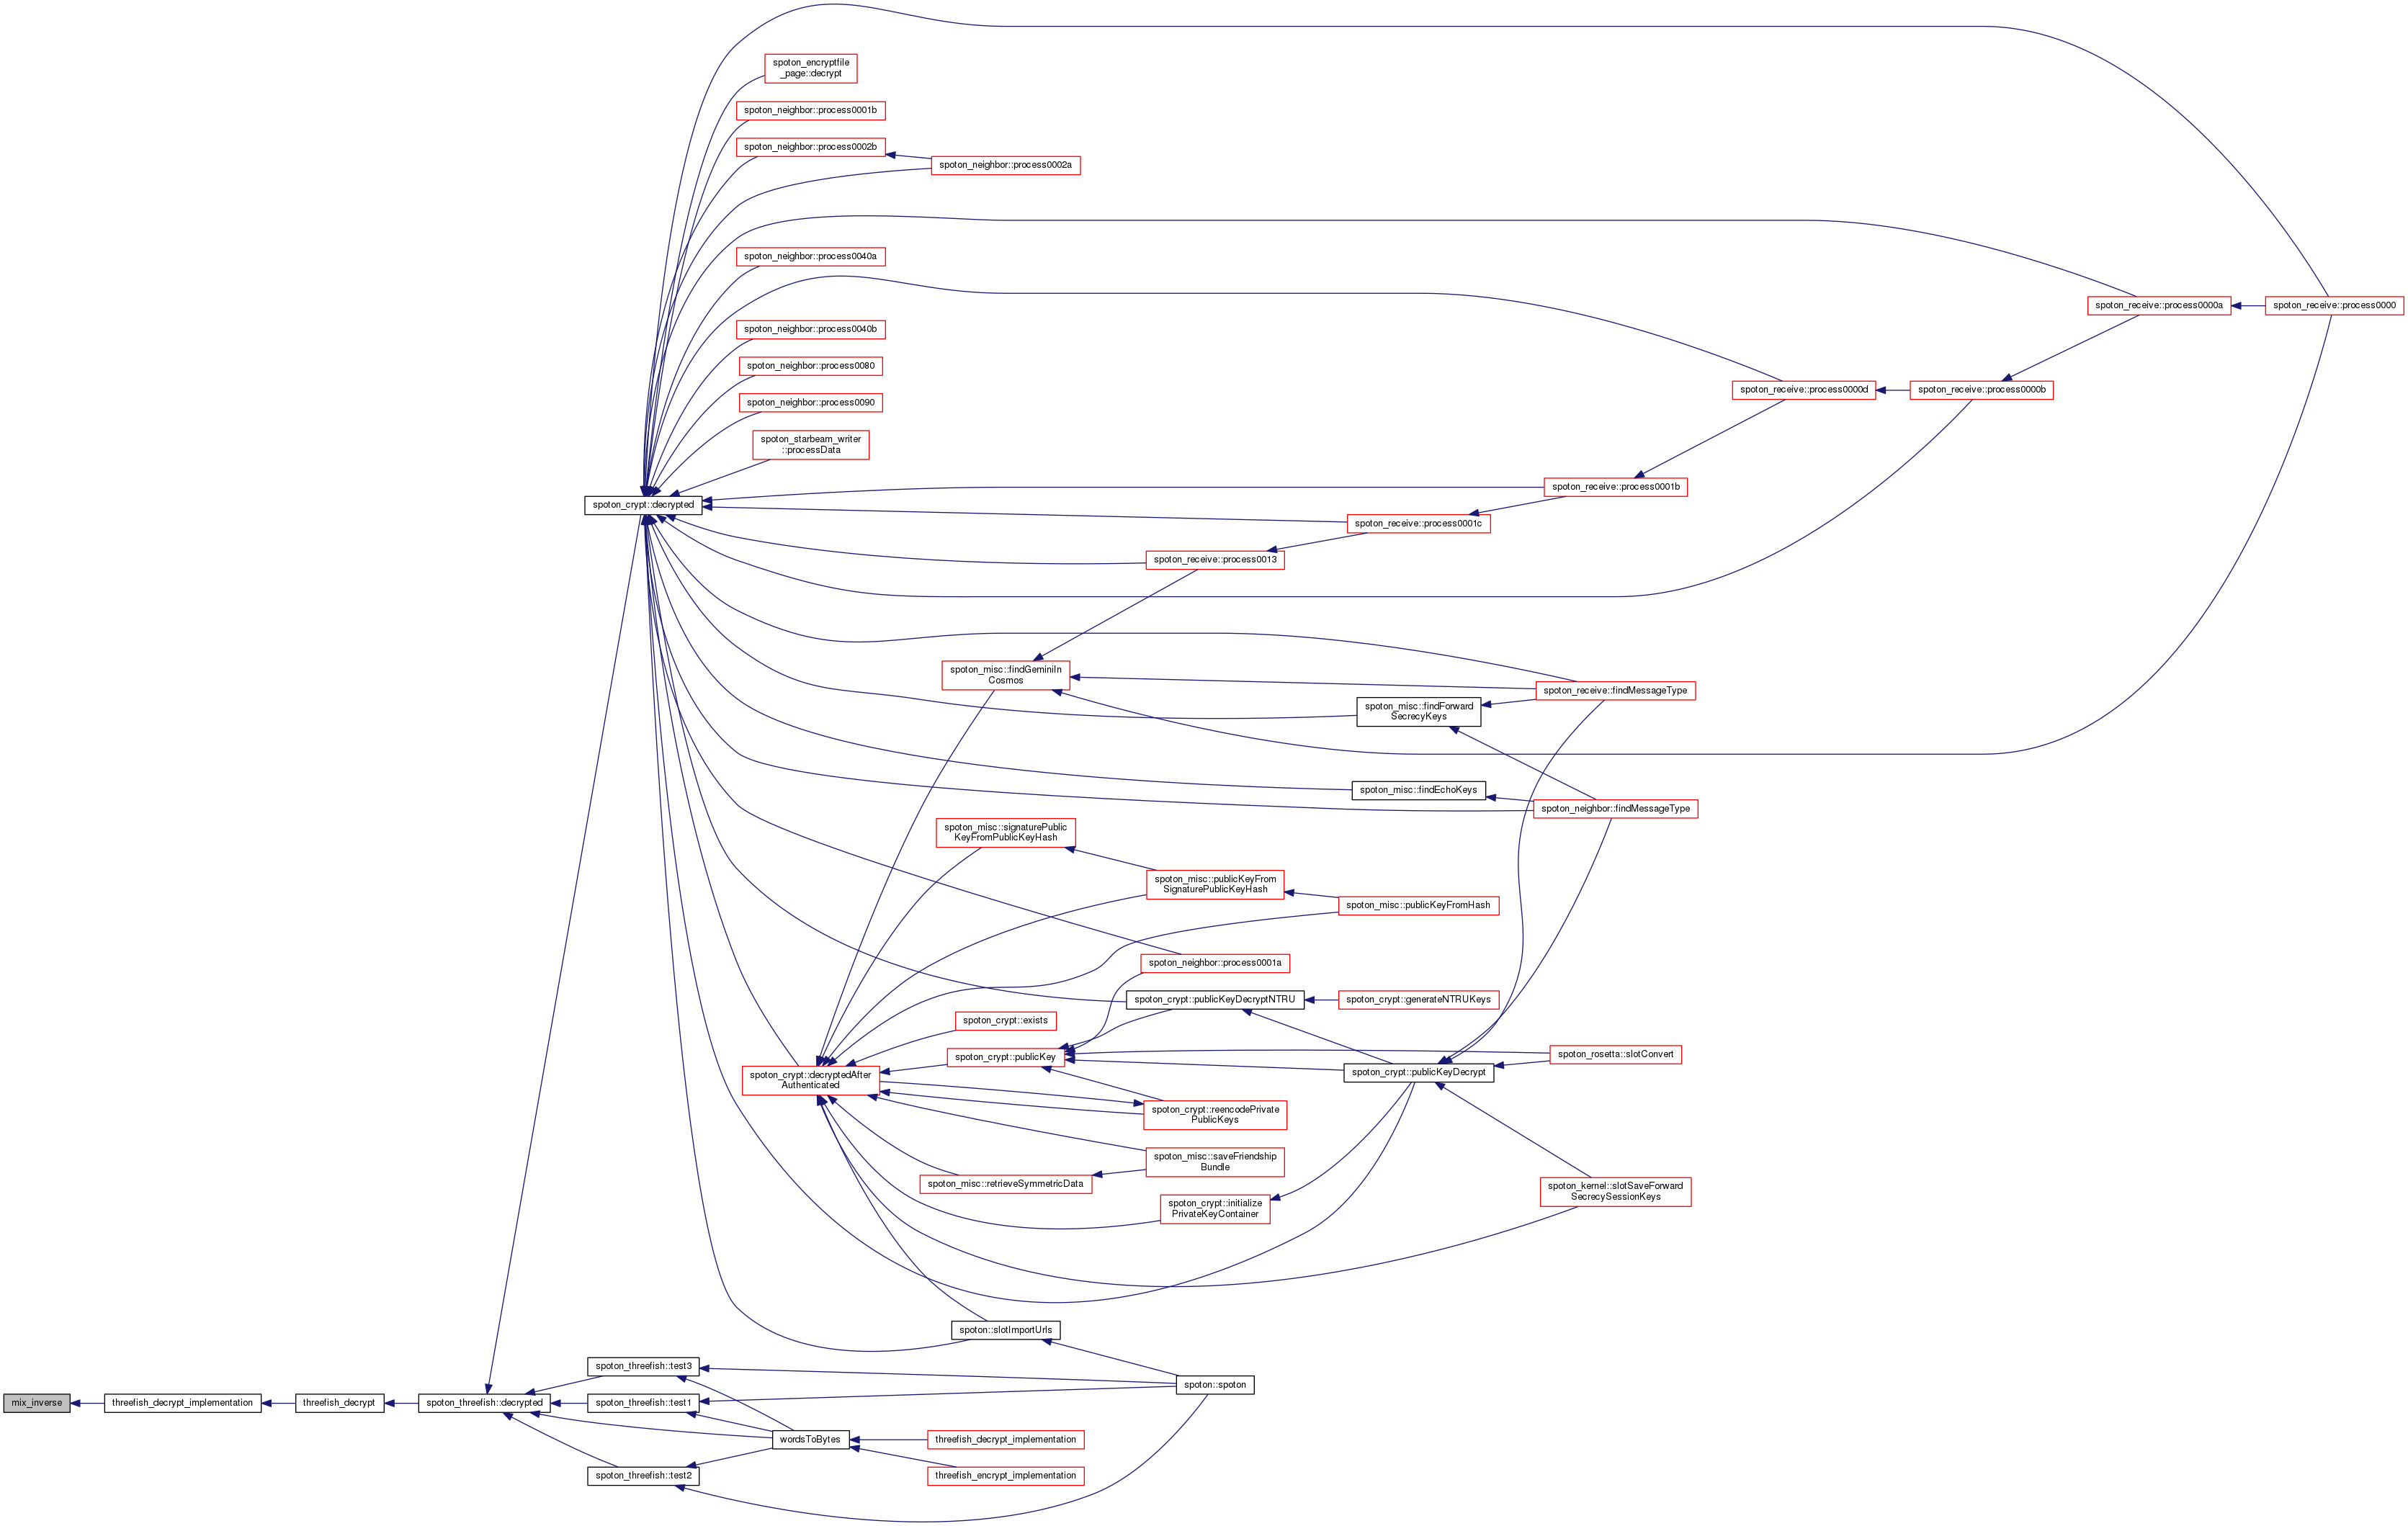 spoton_encryptfile
_page::decrypt
spoton_neighbor::process0001b
spoton_neighbor::process0002b
spoton_neighbor::process0002a
spoton_neighbor::process0040a
spoton_receive::process0000a
spoton_receive::process0000
spoton_neighbor::process0040b
spoton_neighbor::process0080
spoton_receive::process0000d
spoton_receive::process0000b
spoton_neighbor::process0090
spoton_starbeam_writer
::processData
spoton_receive::process0001b
spoton_crypt::decrypted
spoton_receive::process0001c
spoton_receive::process0013
spoton_misc::findGeminiIn
Cosmos
spoton_receive::findMessageType
spoton_misc::findForward
SecrecyKeys
spoton_misc::findEchoKeys
spoton_neighbor::findMessageType
spoton_misc::signaturePublic
KeyFromPublicKeyHash
spoton_misc::publicKeyFrom
SignaturePublicKeyHash
spoton_misc::publicKeyFromHash
spoton_neighbor::process0001a
spoton_crypt::publicKeyDecryptNTRU
spoton_crypt::generateNTRUKeys
spoton_crypt::exists
spoton_crypt::publicKey
spoton_rosetta::slotConvert
spoton_crypt::decryptedAfter
Authenticated
spoton_crypt::publicKeyDecrypt
spoton_crypt::reencodePrivate
PublicKeys
spoton_misc::saveFriendship
Bundle
spoton_misc::retrieveSymmetricData
spoton_kernel::slotSaveForward
SecrecySessionKeys
spoton_crypt::initialize
PrivateKeyContainer
spoton::slotImportUrls
spoton_threefish::test3
spoton::spoton
mix_inverse
threefish_decrypt_implementation
threefish_decrypt
spoton_threefish::decrypted
spoton_threefish::test1
wordsToBytes
threefish_decrypt_implementation
spoton_threefish::test2
threefish_encrypt_implementation